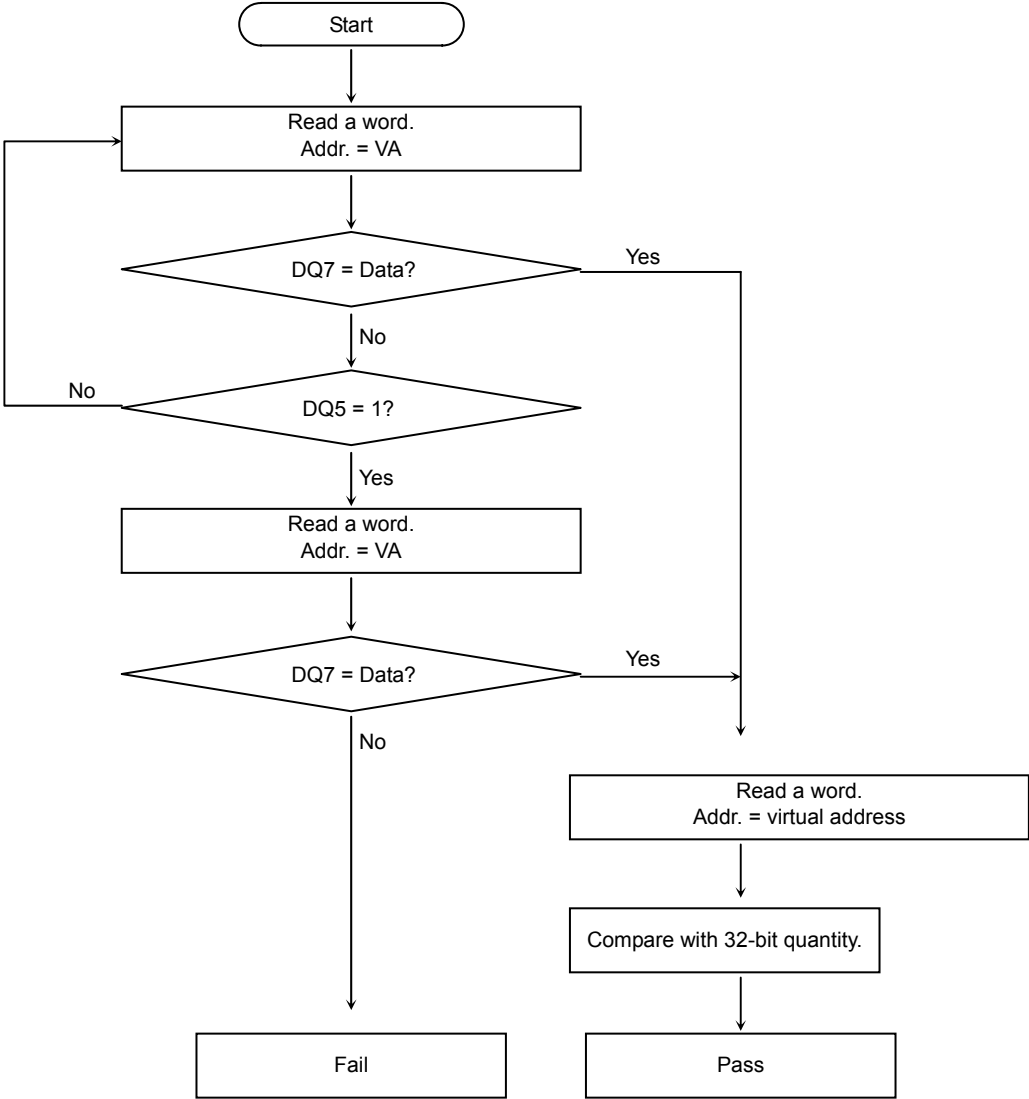 Start
Read a word.
Addr. = VA
DQ7 = Data?
Yes
No
No
DQ5 = 1?
Yes
Read a word.
Addr. = VA
DQ7 = Data?
Yes
No
Read a word.
Addr. = virtual address
Compare with 32-bit quantity.
Fail
Pass